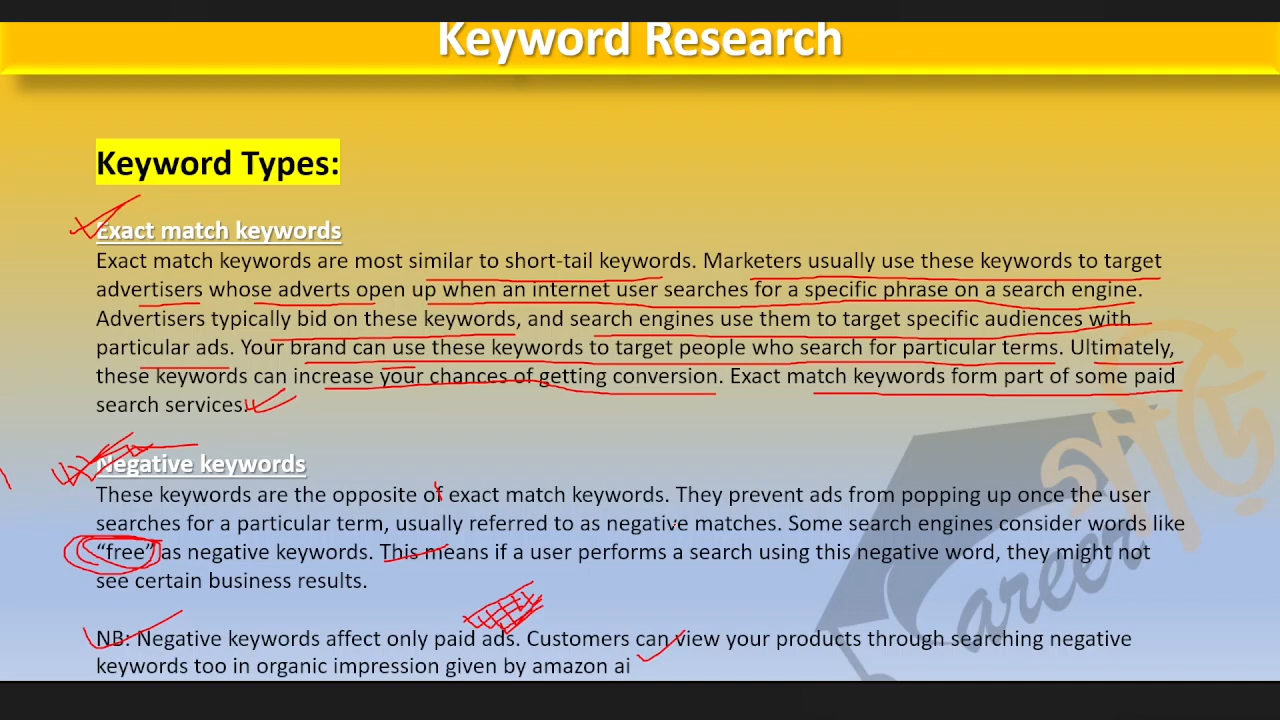 Keyword Research
Keyword Types:
Exact match keywords
Exact match keywords are most similar to short-tail keywords. Marketers usually use these keywords to target
advertisers whose adverts open up when an internet user searches for a specific phrase on a search engine.
Advertisers typically bid on these keywords, and search engines use them to target specific audiences with
particular ads. Your brand can use these keywords to target people who search for particular terms. Ultimately,
these keywords can increase your chances of getting conversion. Exact match keywords form part of some paid
search services.
Negative keywords
These keywords are the opposite of exact match keywords. They prevent ads from popping up once the user
searches for a particular term, usually referred to as negative matches. Some search engines consider words like
“free” as negative keywords. This means if a user performs a search using this negative word, they might not
see certain business results.
NB: Negative keywords affect only paid ads. Customers can view your products through searching negative
keywords too in organic impression given by amazon ai
গড়ি
Career